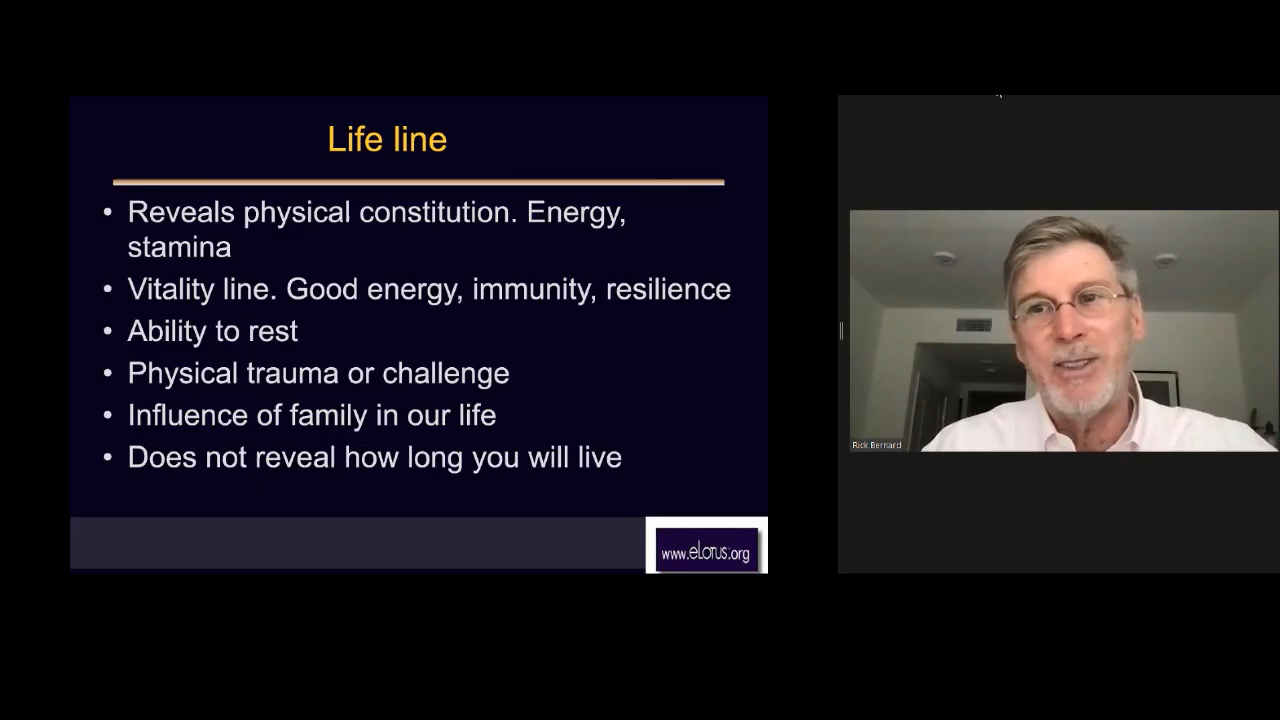 Life line
• Reveals physical constitution. Energy,
stamina
• Vitality line. Good energy, immunity, resilience
• Ability to rest
• Physical trauma or challenge
• Influence of family in our life
• Does not reveal how long you will live
www.eLotus.org
Rick Bernard